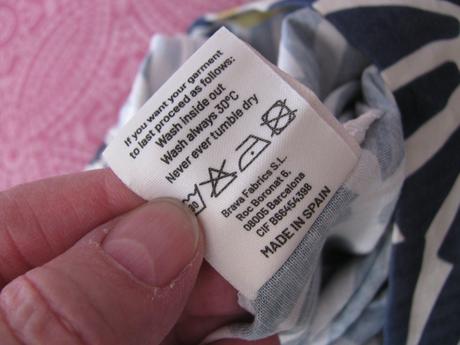 If you want your garment
to last proceed as follows:
Wash inside out
Wash always 30ºC
Never ever tumble dry
Brava Fabrics S.L.
Roc Boronat 6.
08005 Barcelona
CIF B66454398
MADE IN SPAIN